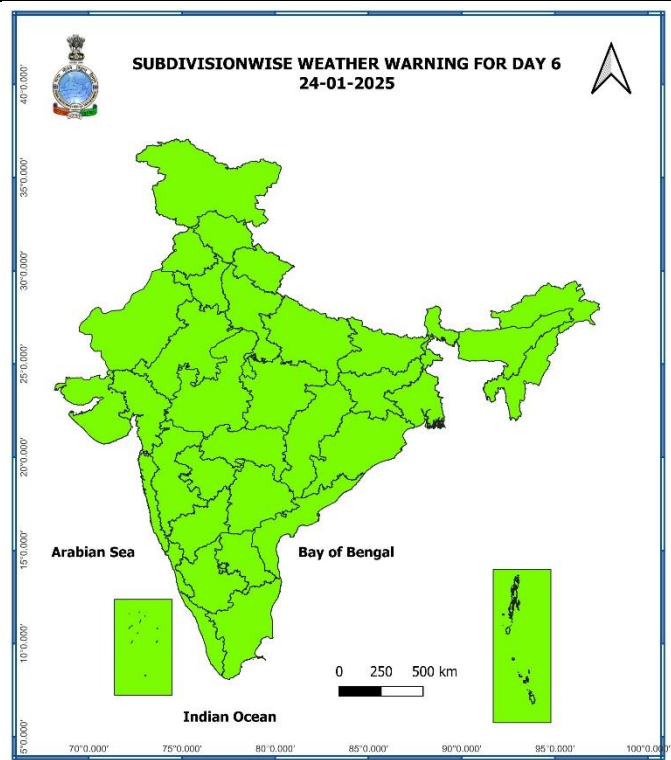 SUBDIVISIONWISE WEATHER WARNING FOR DAY 6
24-01-2025
40°0.000'
35°0.000'
30°0.000'
25°0.000'
20°0.000'
15°0.000'
10°0.000'
5°0.000'
Arabian Sea
Bay of Bengal
0 250 500 km
Indian Ocean
70°0.000' 75°0.000' 80°0.000' 85°0.000' 90°0.000' 95°0.000' 100°0.000'